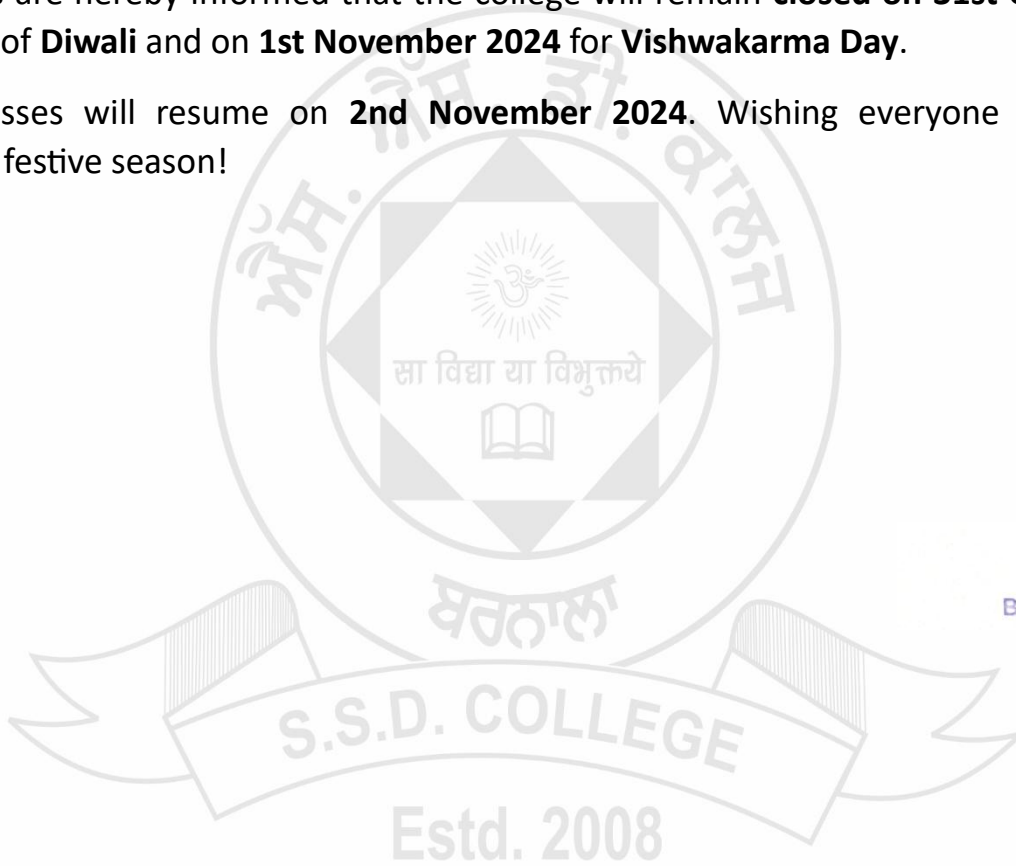 are hereby informed that the college will remain closed on 31st
of Diwali and on 1st November 2024 for Vishwakarma Day.
sses will resume on 2nd November 2024. Wishing everyone
festive season!
ਐੱਸ. ਐੱਸ. ਡੀ. ਕਾਲਜ
सा विद्या या विभुक्तये
ਬਰਨਾਲਾ
S.S.D. COLLEGE
Estd. 2008
B